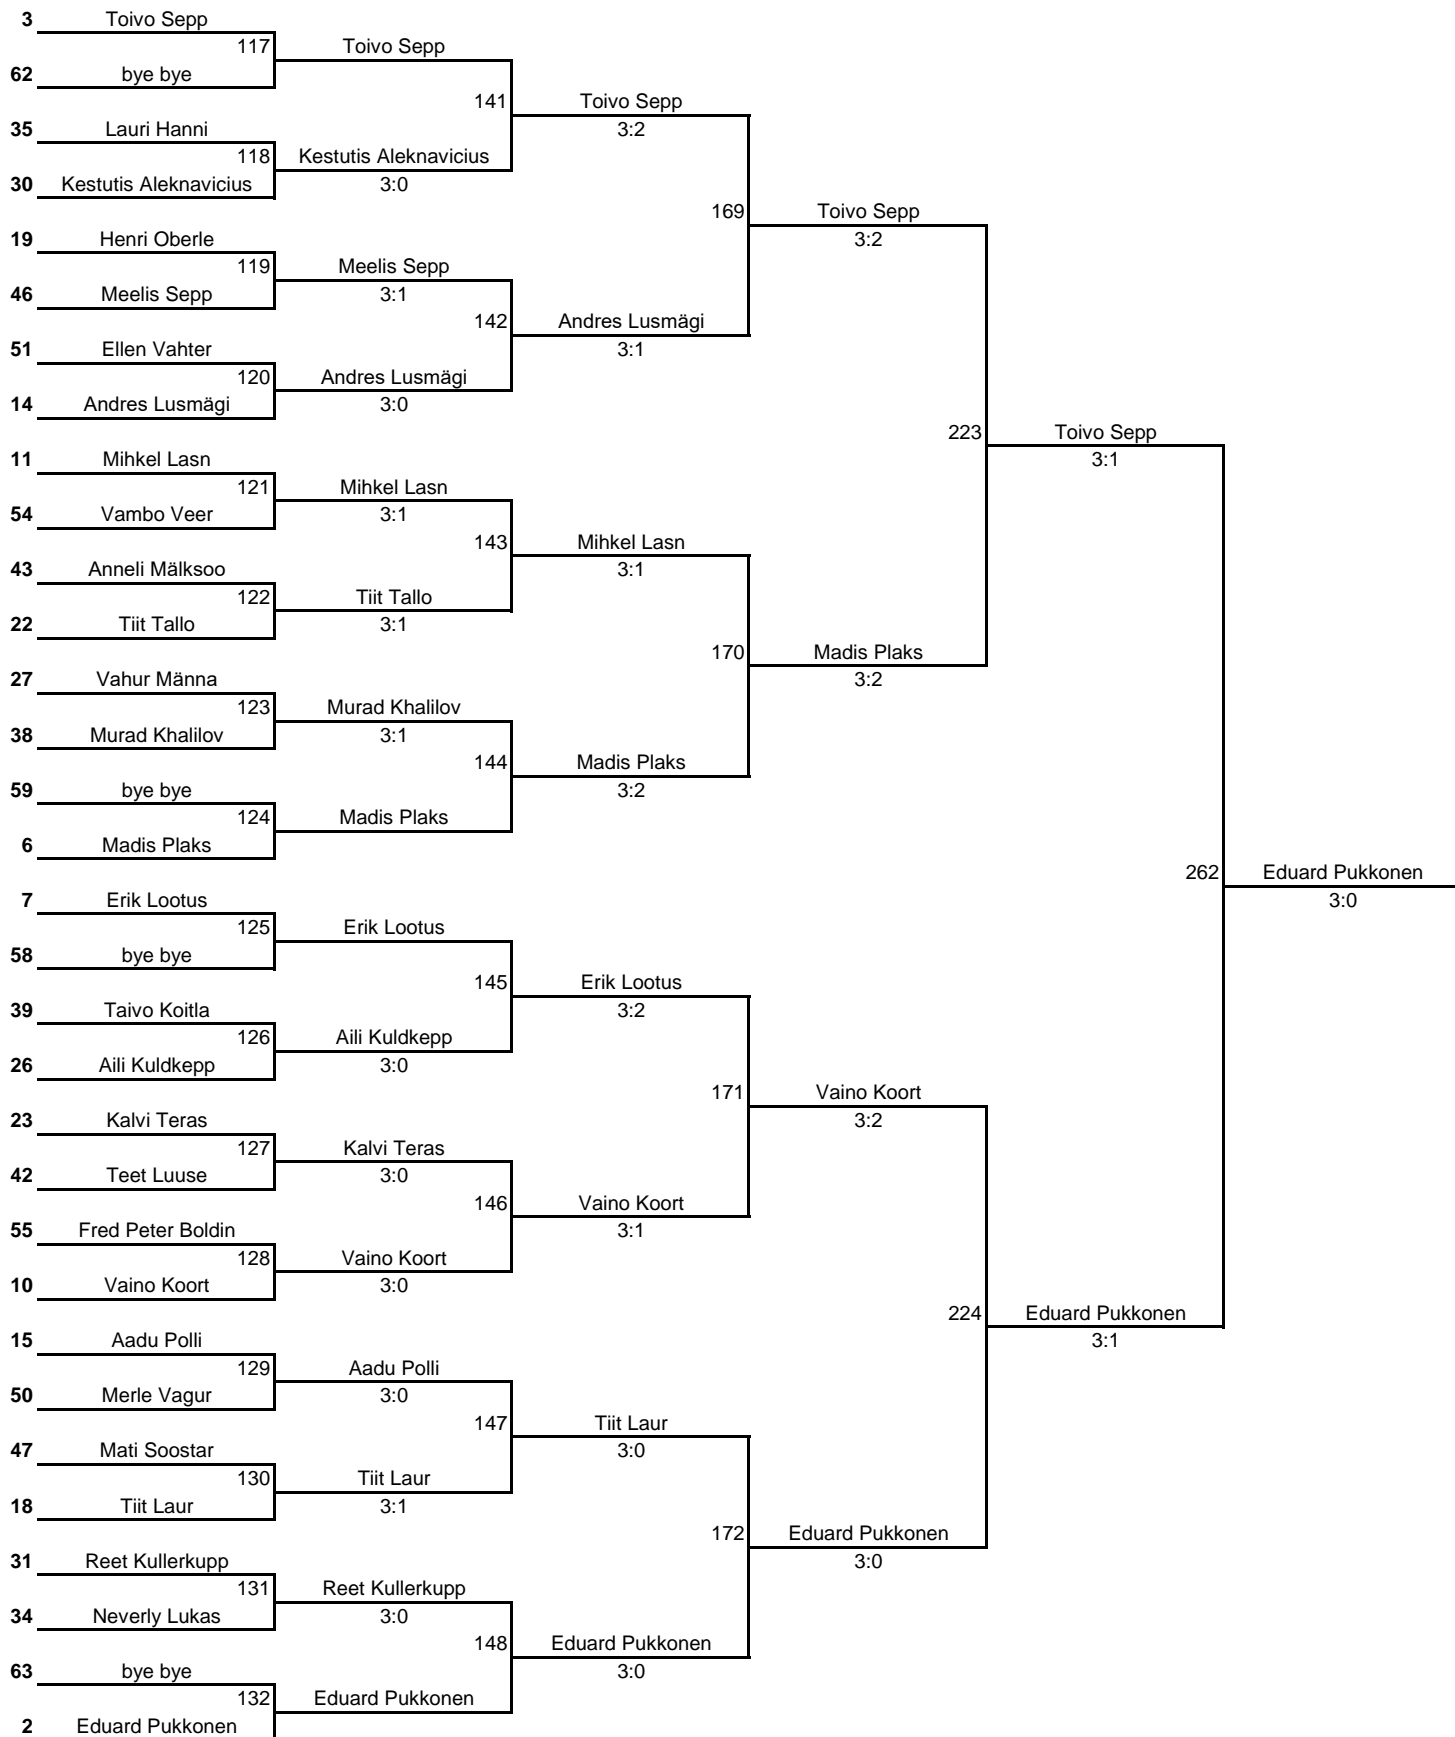 3 Toivo Sepp
117 Toivo Sepp
62 bye bye
141 Toivo Sepp
35 Lauri Hanni 3:2
118 Kestutis Aleknavicius
30 Kestutis Aleknavicius 3:0
169 Toivo Sepp
19 Henri Oberle 3:2
119 Meelis Sepp
46 Meelis Sepp 3:1
142 Andres Lusmägi
51 Ellen Vahter 3:1
120 Andres Lusmägi
14 Andres Lusmägi 3:0
223 Toivo Sepp
11 Mihkel Lasn 3:1
121 Mihkel Lasn
54 Vambo Veer 3:1
143 Mihkel Lasn
43 Anneli Mälksoo 3:1
122 Tiit Tallo
22 Tiit Tallo 3:1
170 Madis Plaks
27 Vahur Männa 3:2
123 Murad Khalilov
38 Murad Khalilov 3:1
144 Madis Plaks
59 bye bye 3:2
124 Madis Plaks
6 Madis Plaks
262 Eduard Pukkonen
7 Erik Lootus 3:0
125 Erik Lootus
58 bye bye
145 Erik Lootus
39 Taivo Koitla 3:2
126 Aili Kuldkepp
26 Aili Kuldkepp 3:0
171 Vaino Koort
23 Kalvi Teras 3:2
127 Kalvi Teras
42 Teet Luuse 3:0
146 Vaino Koort
55 Fred Peter Boldin 3:1
128 Vaino Koort
10 Vaino Koort 3:0
224 Eduard Pukkonen
15 Aadu Polli 3:1
129 Aadu Polli
50 Merle Vagur 3:0
147 Tiit Laur
47 Mati Soostar 3:0
130 Tiit Laur
18 Tiit Laur 3:1
172 Eduard Pukkonen
31 Reet Kullerkupp 3:0
131 Reet Kullerkupp
34 Neverly Lukas 3:0
148 Eduard Pukkonen
63 bye bye 3:0
132 Eduard Pukkonen
2 Eduard Pukkonen